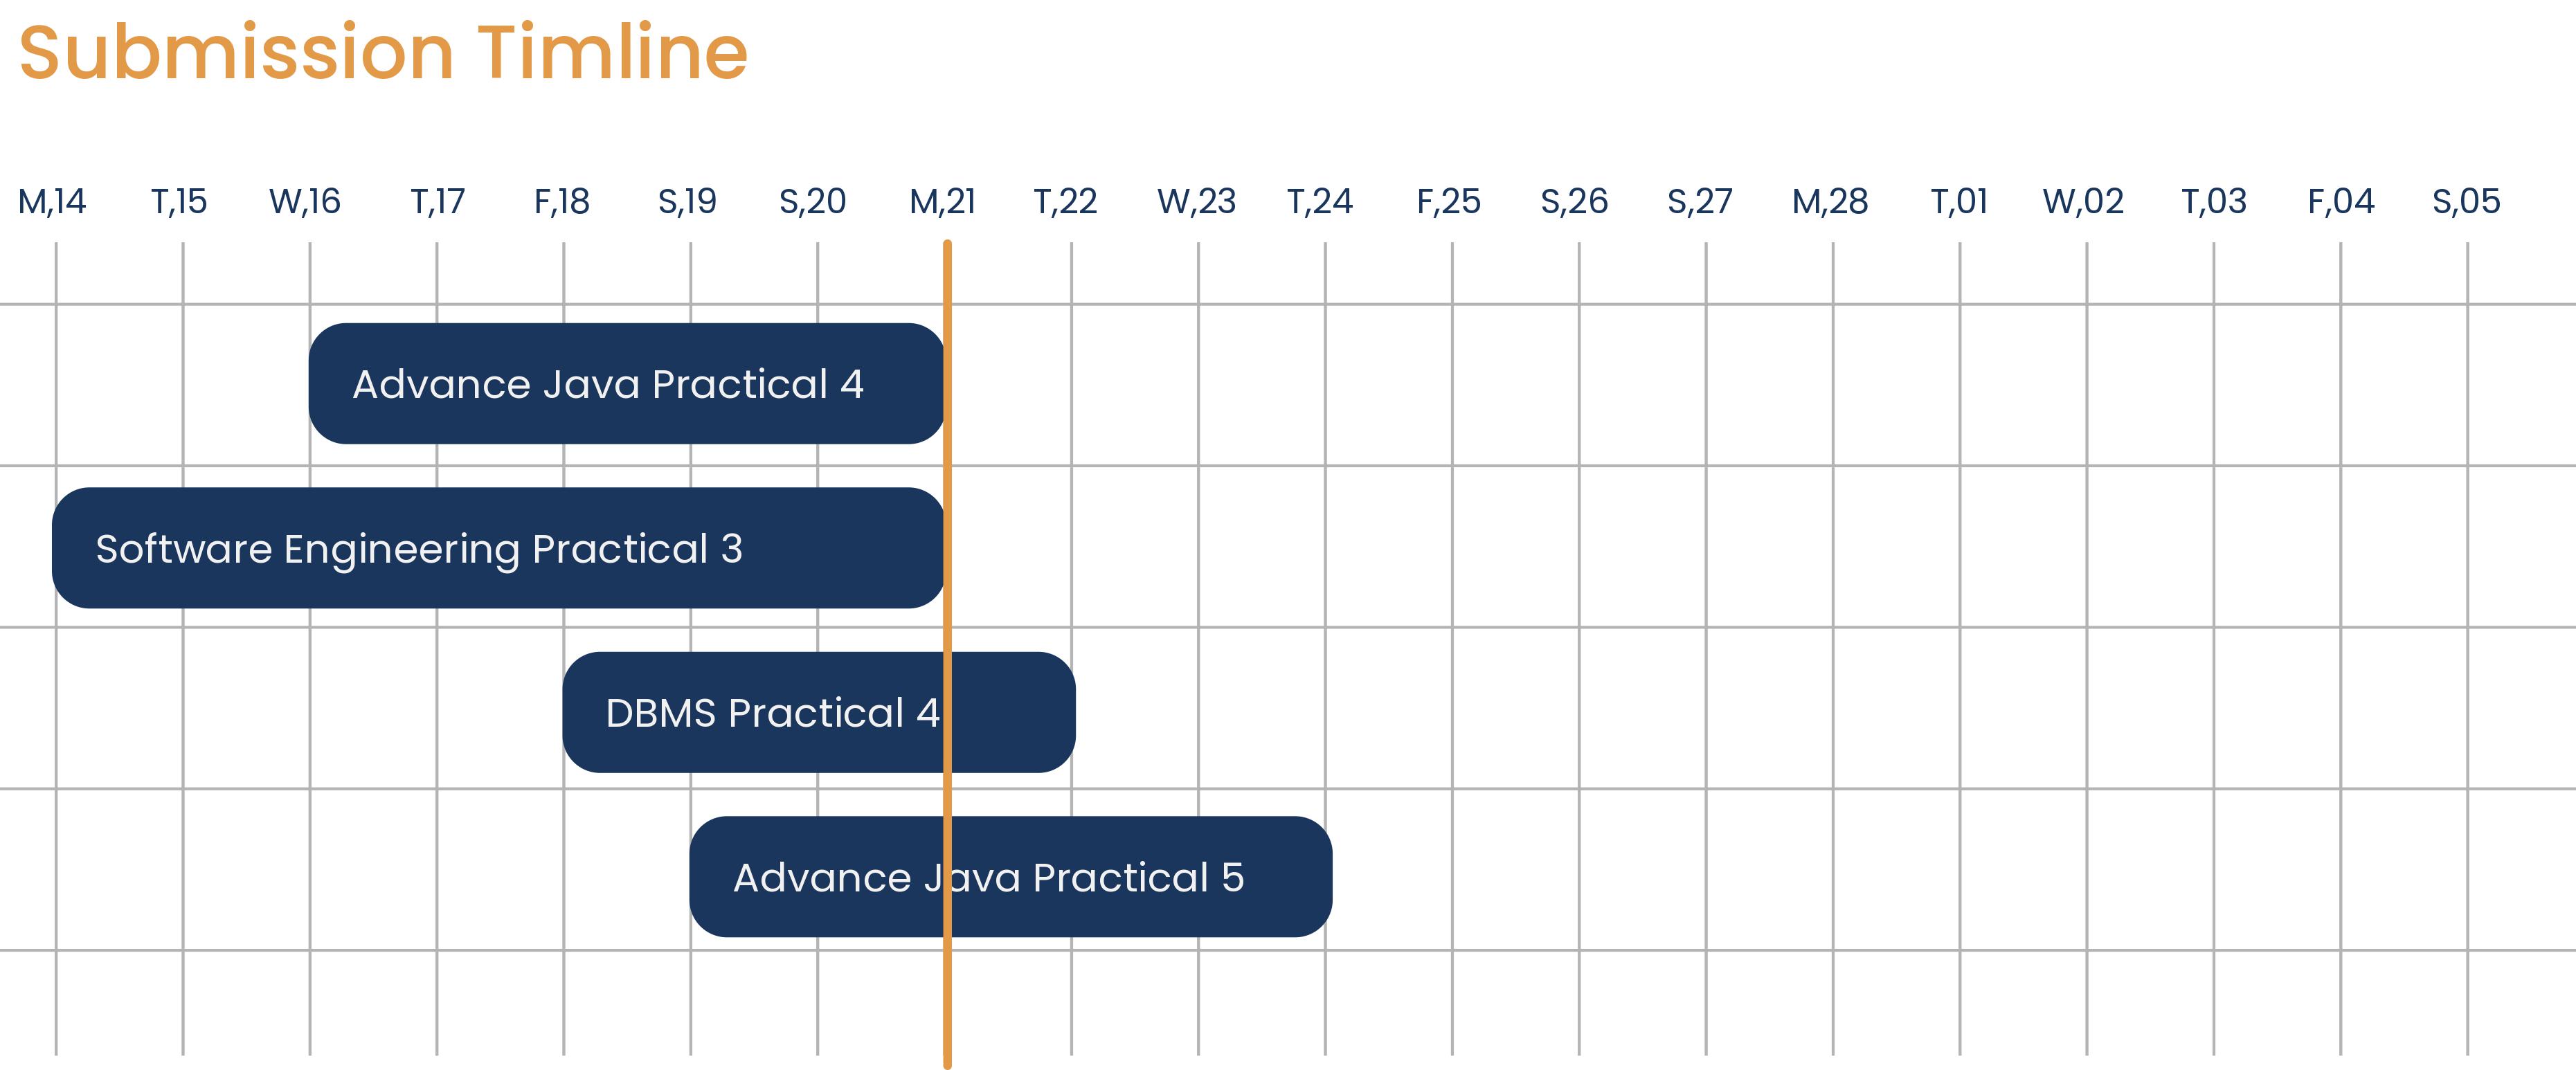 Submission Timline
M,14 T,15 W,16 T,17 F,18 S,19 S,20 M,21 T,22 W,23 T,24 F,25 S,26 S,27 M,28 T,01 W,02 T,03 F,04 S,05
Advance Java Practical 4
Software Engineering Practical 3
DBMS Practical 4
Advance Java Practical 5